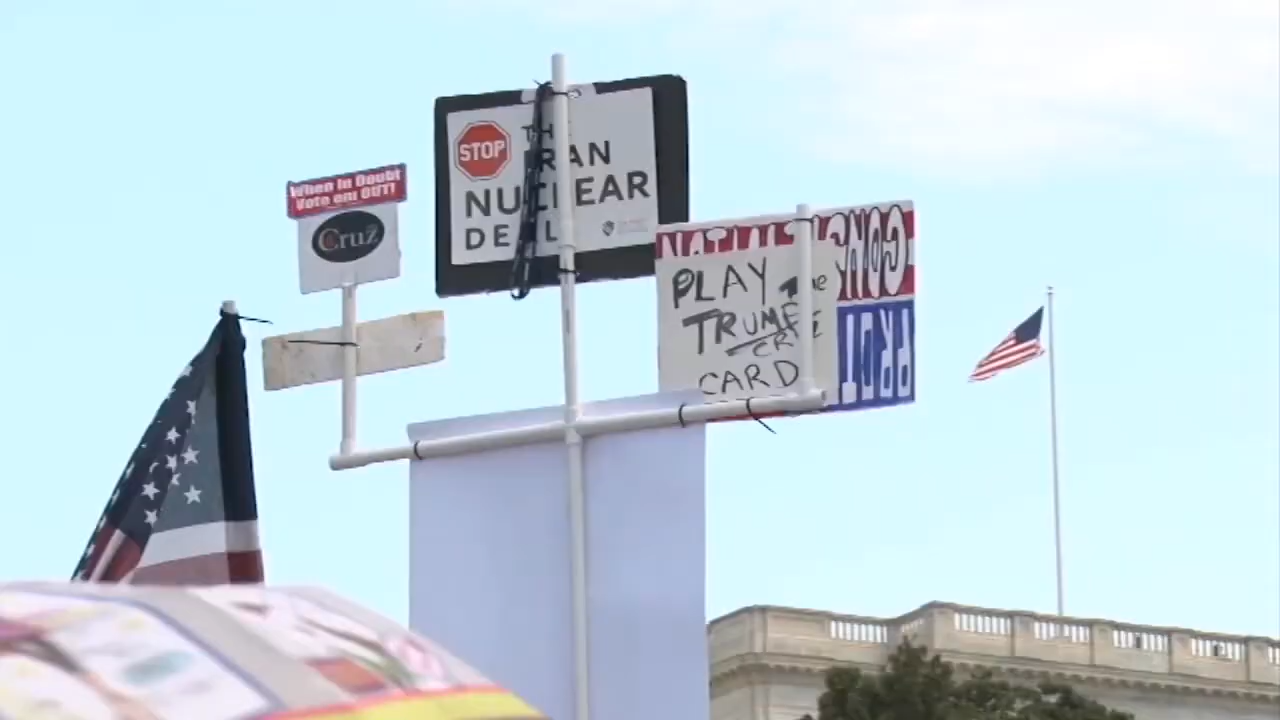 When In Doubt
Vote em OUT!
Cruz
STOP
THE
IRAN
NUCLEAR
DEAL
PLAY the
TRUMP
CARD